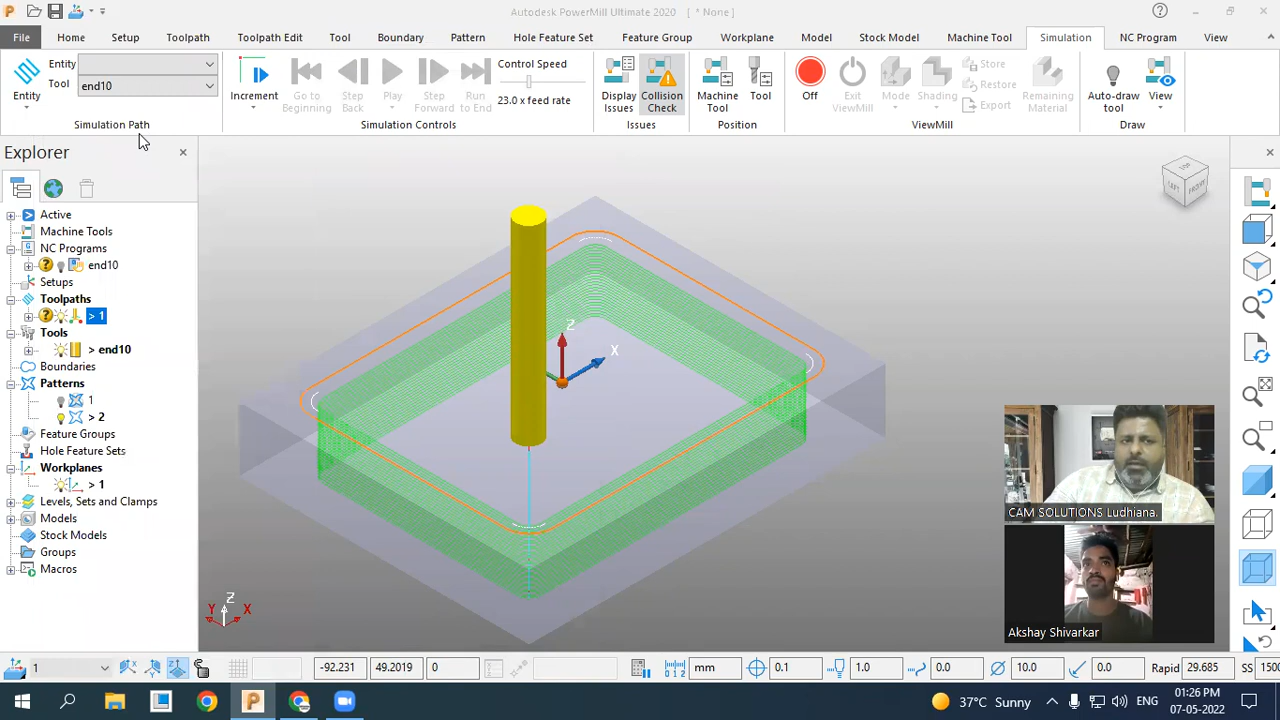 Autodesk PowerMill Ultimate 2020 [ * None ]
File Home Setup Toolpath Toolpath Edit Tool Boundary Pattern Hole Feature Set Feature Group Workplane Model Stock Model Machine Tool Simulation NC Program View
Entity
Tool end10
Entity
Simulation Path
Increment
Go to Beginning
Step Back
Play
Step Forward
Run to End
Control Speed
23.0 x feed rate
Simulation Controls
Display Issues
Collision Check
Issues
Machine Tool
Tool
Position
Off
Exit ViewMill
Mode
Shading
Store
Restore
Export
Remaining Material
ViewMill
Auto-draw tool
View
Draw
Explorer
Active
Machine Tools
NC Programs
end10
Setups
Toolpaths
> 1
Tools
> end10
Boundaries
Patterns
1
> 2
Feature Groups
Hole Feature Sets
Workplanes
> 1
Levels, Sets and Clamps
Models
Stock Models
Groups
Macros
Z
X
Z
Y X
TOP
LEFT
FRONT
CAM SOLUTIONS Ludhiana.
Akshay Shivarkar
1 -92.231 49.2019 0 mm 0.1 1.0 0.0 10.0 0.0 Rapid 29.685 SS 1500
37°C Sunny
ENG
01:26 PM
07-05-2022